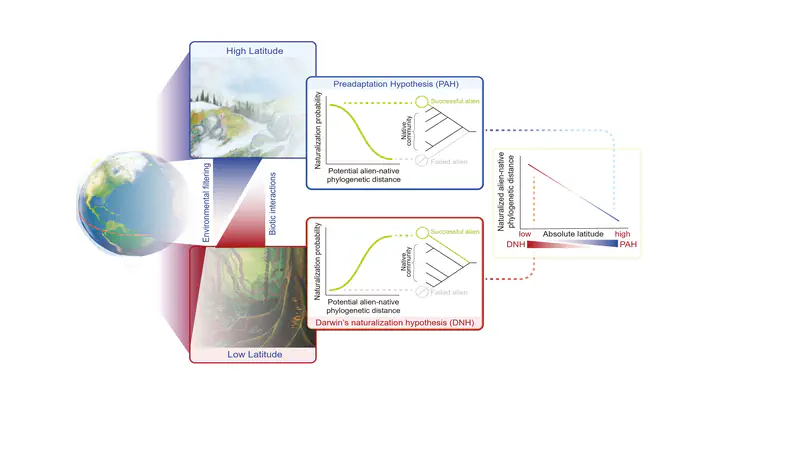 High Latitude
Environmental filtering
Biotic interactions
Low Latitude
Preadaptation Hypothesis (PAH)
Naturalization probability
Potential alien-native
phylogenetic distance
Native
community
Successful alien
Failed alien
Naturalization probability
Potential alien-native
phylogenetic distance
Native
community
Successful alien
Failed alien
Darwin's naturalization hypothesis (DNH)
Naturalized alien-native
phylogenetic distance
low
Absolute latitude
high
DNH
PAH